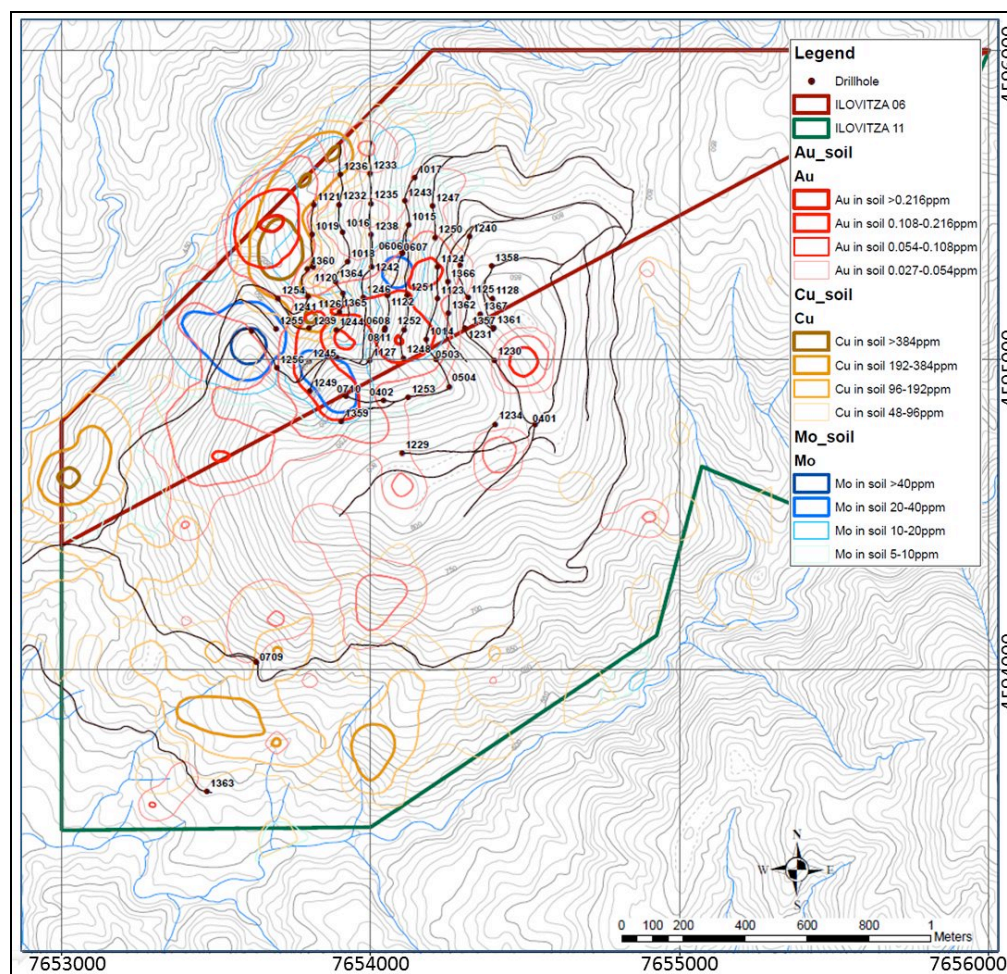 Legend
Drillhole
ILOVITZA 06
ILOVITZA 11
Au_soil
Au
Au in soil >0.216ppm
Au in soil 0.108-0.216ppm
Au in soil 0.054-0.108ppm
Au in soil 0.027-0.054ppm
Cu_soil
Cu
Cu in soil >384ppm
Cu in soil 192-384ppm
Cu in soil 96-192ppm
Cu in soil 48-96ppm
Mo_soil
Mo
Mo in soil >40ppm
Mo in soil 20-40ppm
Mo in soil 10-20ppm
Mo in soil 5-10ppm
1236
1233
1017
1121
1232
1235
1243
1247
1019
1016
1238
1015
1250
1240
1360
1018
0606
0607
1242
1124
1358
1120
1364
1366
1254
1246
1251
1123
1125
1128
1241
1126
1365
1122
1362
1367
1255
1239
1244
0608
1252
1357
1361
0811
1014
1231
1256
1245
1127
1248
0503
1230
1249
0710
0402
1253
0504
1359
1234
0401
1229
0709
1363
N
W
E
S
0 100 200 400 600 800 1
Meters
7653000
7654000
7655000
7656000
4596000
4595000
4594000